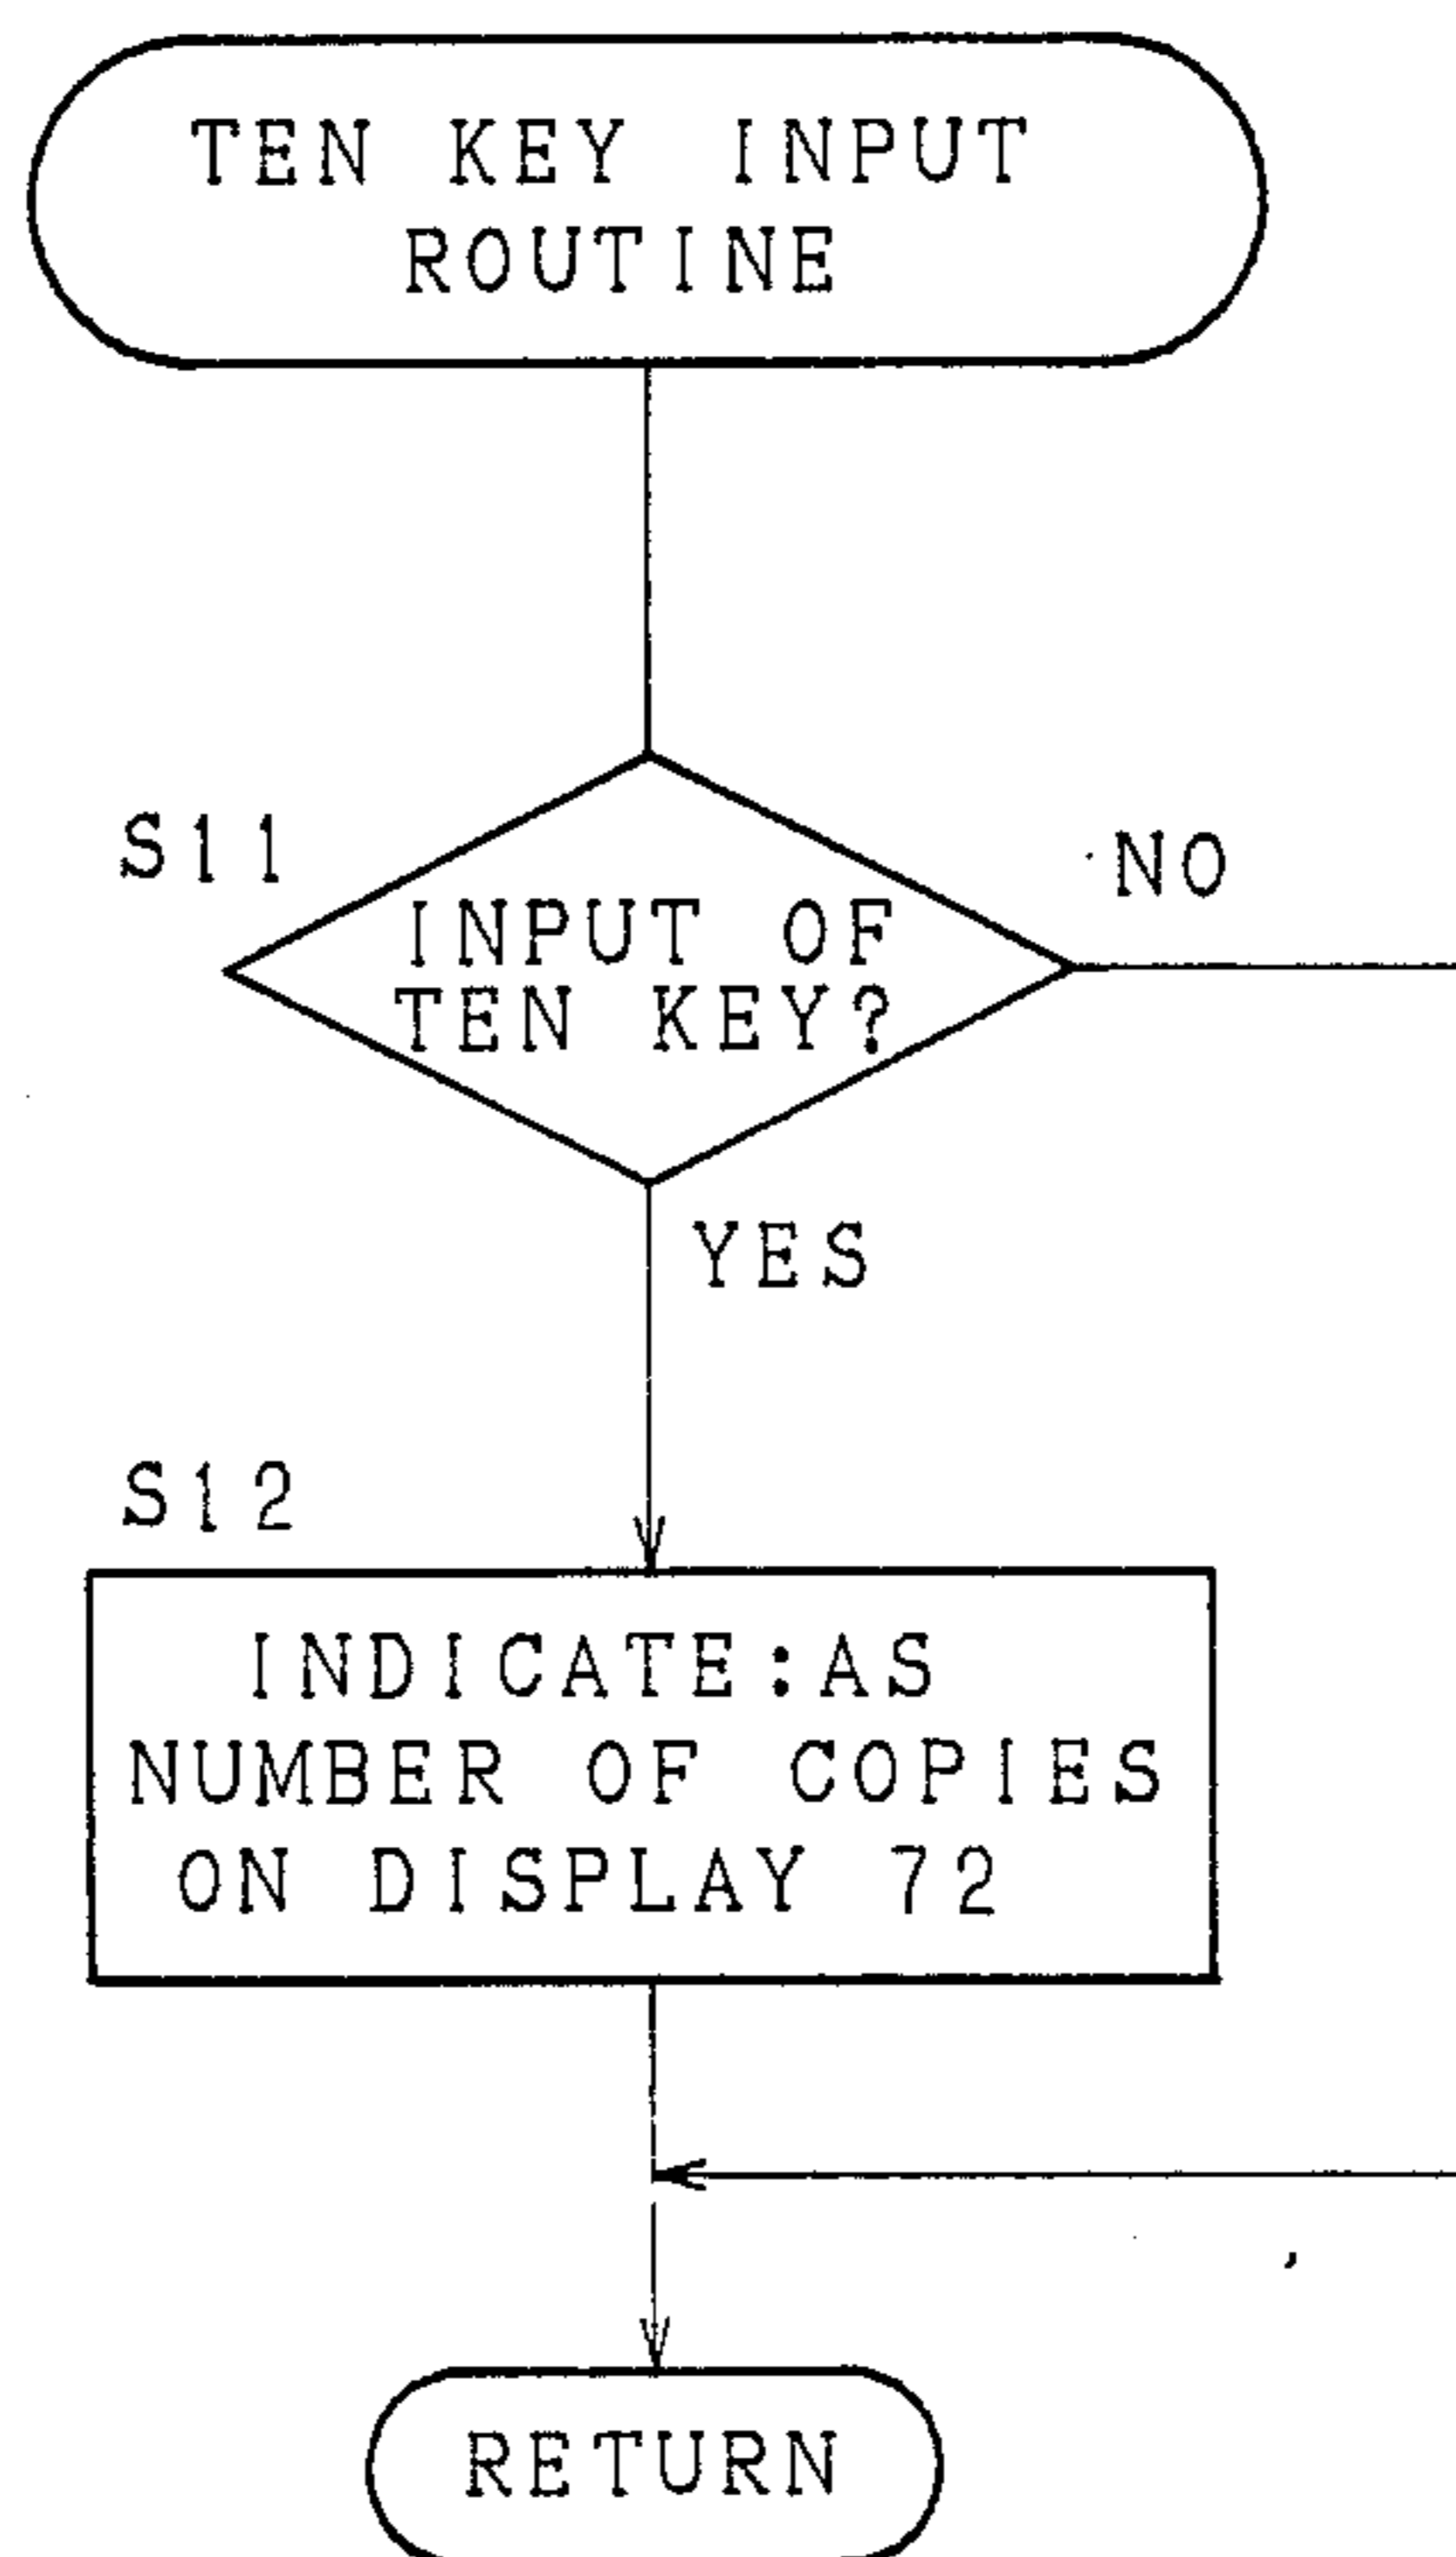 TEN KEY INPUT
ROUTINE
S11
NO
INPUT OF
TEN KEY?
YES
S12
INDICATE:AS
NUMBER OF COPIES
ON DISPLAY 72
RETURN